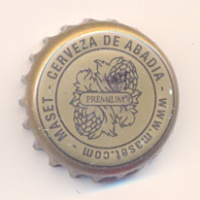 MASET - CERVEZA DE ABADIA - www.maset.com -
PREMIUM